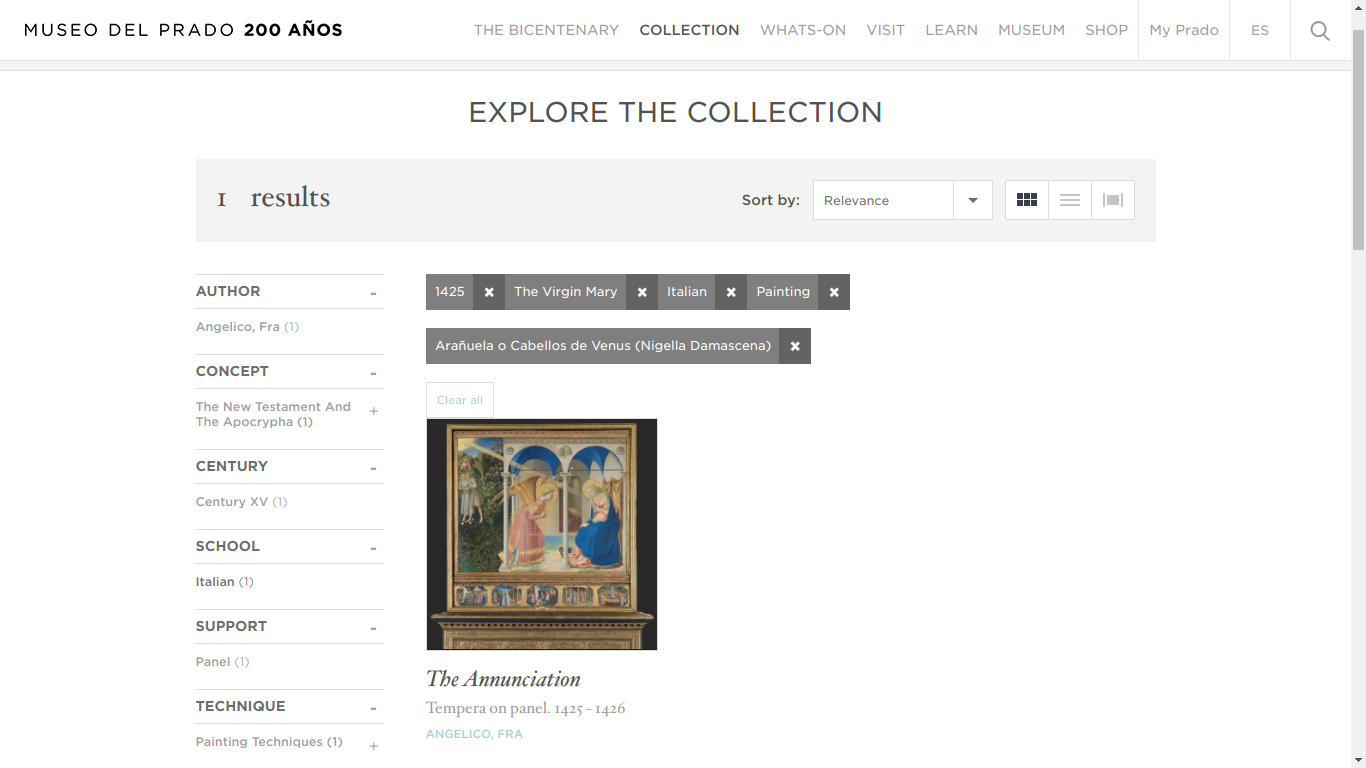 MUSEO DEL PRADO 200 AÑOS
THE BICENTENARY COLLECTION WHATS-ON VISIT LEARN MUSEUM SHOP My Prado ES
EXPLORE THE COLLECTION
1 results
Sort by: Relevance
AUTHOR -
Angelico, Fra (1)
CONCEPT -
The New Testament And
The Apocrypha (1) +
CENTURY -
Century XV (1)
SCHOOL -
Italian (1)
SUPPORT -
Panel (1)
TECHNIQUE -
Painting Techniques (1) +
1425 × The Virgin Mary × Italian × Painting ×
Arañuela o Cabellos de Venus (Nigella Damascena) ×
Clear all
The Annunciation
Tempera on panel. 1425 - 1426
ANGELICO, FRA